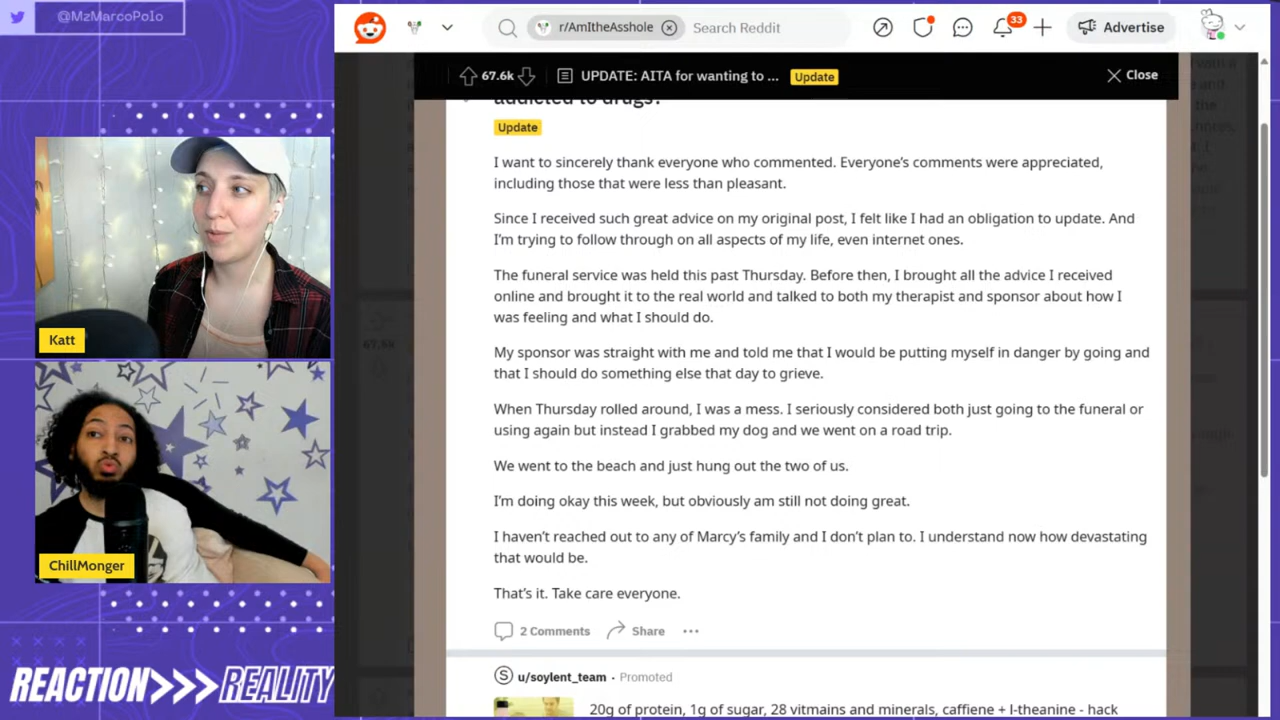 @MzMarcoPolo
r/AmItheAsshole
Search Reddit
33
Advertise
67.6k
UPDATE: AITA for wanting to ...
Update
Close
addicted to drugs?
Update
I want to sincerely thank everyone who commented. Everyone's comments were appreciated,
including those that were less than pleasant.
Since I received such great advice on my original post, I felt like I had an obligation to update. And
I'm trying to follow through on all aspects of my life, even internet ones.
The funeral service was held this past Thursday. Before then, I brought all the advice I received
online and brought it to the real world and talked to both my therapist and sponsor about how I
was feeling and what I should do.
My sponsor was straight with me and told me that I would be putting myself in danger by going and
that I should do something else that day to grieve.
When Thursday rolled around, I was a mess. I seriously considered both just going to the funeral or
using again but instead I grabbed my dog and we went on a road trip.
We went to the beach and just hung out the two of us.
I'm doing okay this week, but obviously am still not doing great.
I haven't reached out to any of Marcy's family and I don't plan to. I understand now how devastating
that would be.
That's it. Take care everyone.
2 Comments
Share
u/soylent_team · Promoted
20g of protein, 1g of sugar, 28 vitmains and minerals, caffiene + l-theanine - hack
67.6k
Katt
ChillMonger
REACTION>>>REALITY